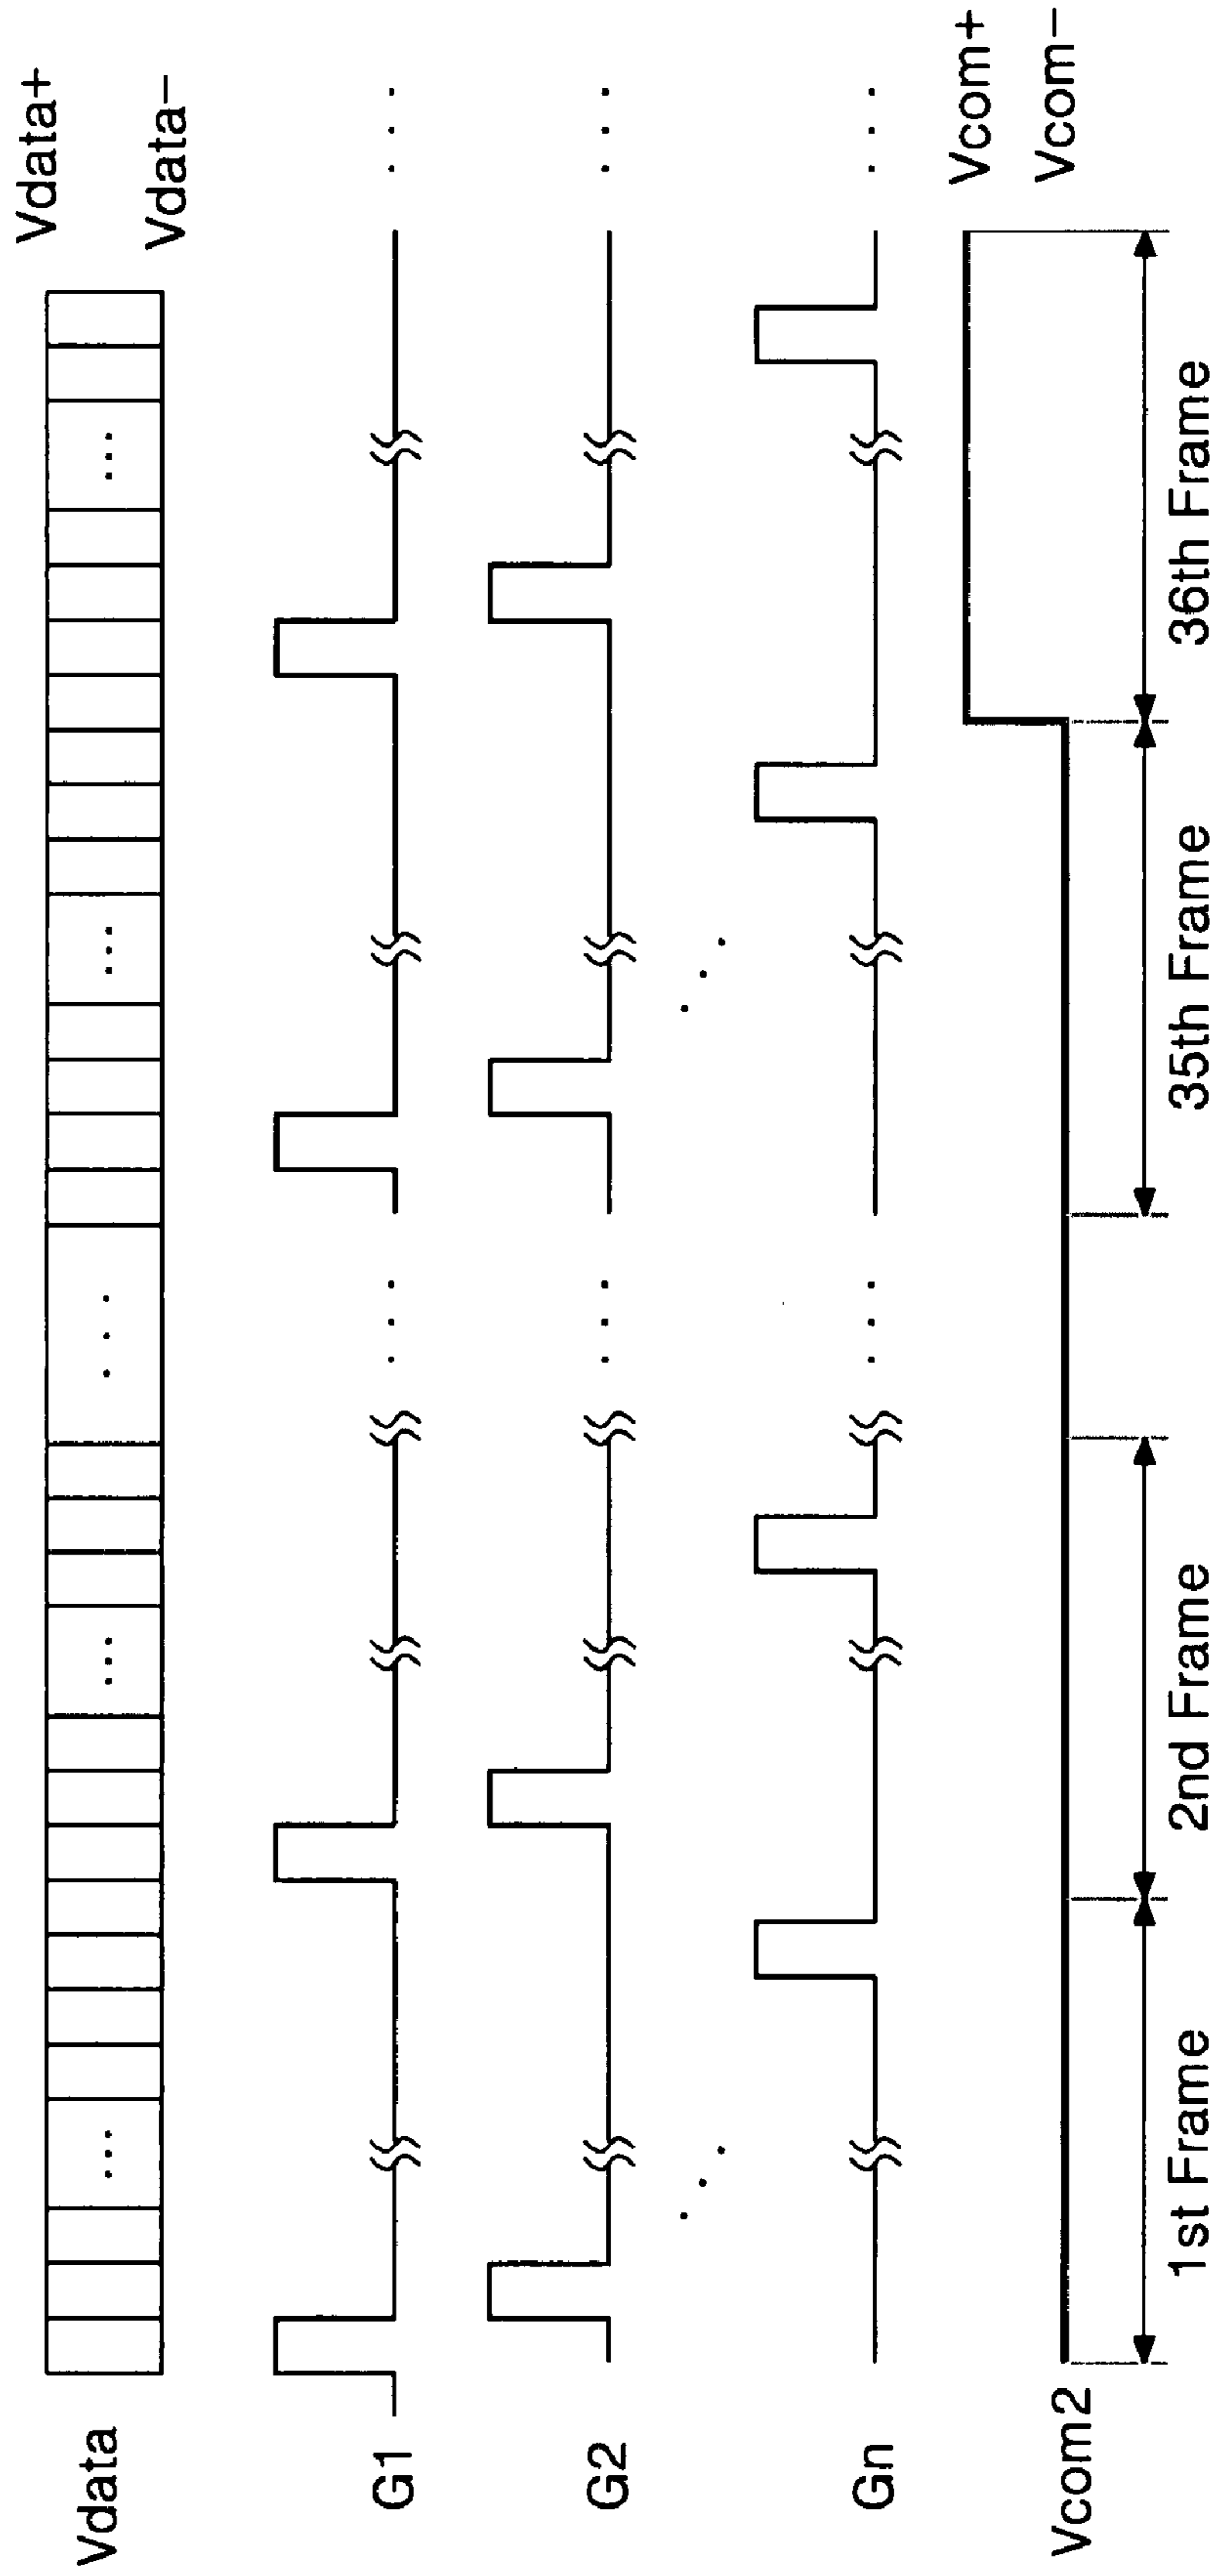 Vdata+
Vdata−
Vdata
G1
G2
Gn
Vcom+
Vcom−
Vcom2
1st Frame
2nd Frame
35th Frame
36th Frame